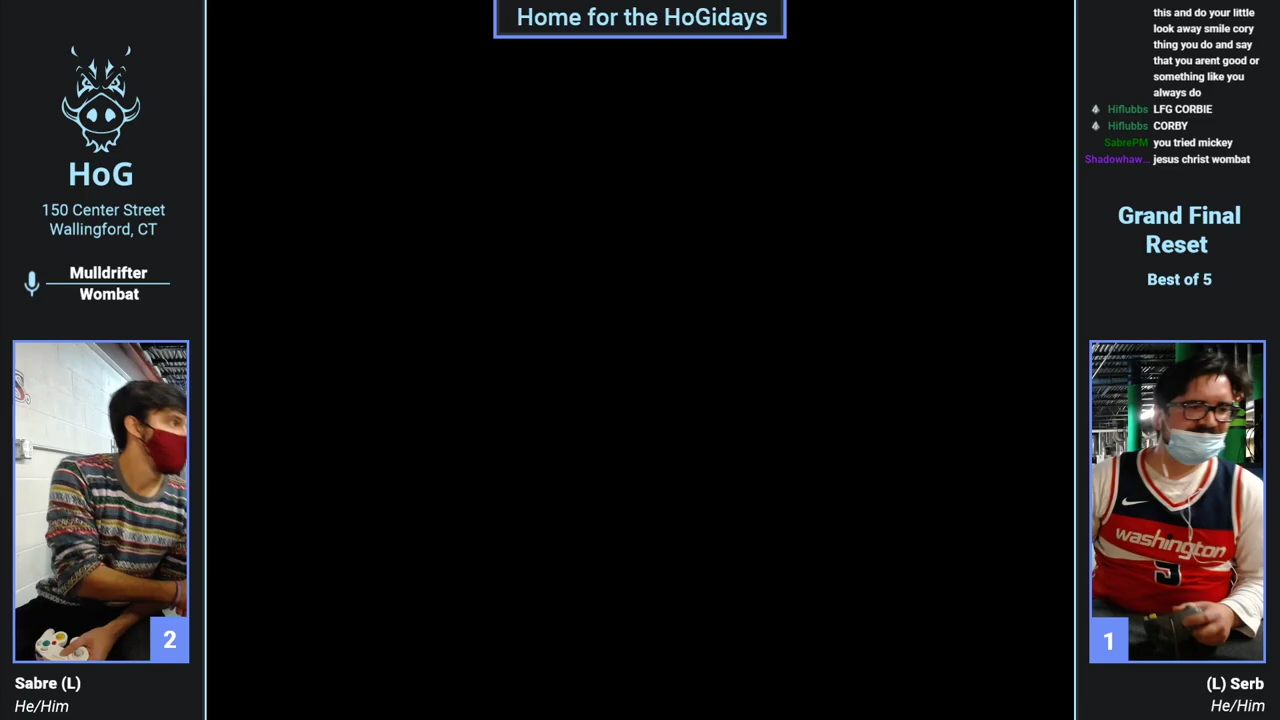 Home for the HoGidays
HoG
150 Center Street
Wallingford, CT
Mulldrifter
Wombat
2
Sabre (L)
He/Him
this and do your little
look away smile cory
thing you do and say
that you arent good or
something like you
always do
Hiflubbs LFG CORBIE
Hiflubbs CORBY
SabrePM you tried mickey
Shadowhaw... jesus christ wombat
Grand Final
Reset
Best of 5
washington
1
(L) Serb
He/Him